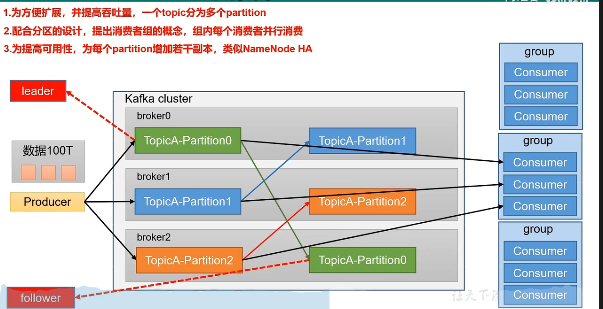 1.为方便扩展，并提高吞吐量，一个topic分为多个partition
2.配合分区的设计，提出消费者组的概念，组内每个消费者并行消费
3.为提高可用性，为每个partition增加若干副本，类似NameNode HA
leader
数据100T
Producer
follower
Kafka cluster
broker0
TopicA-Partition0
TopicA-Partition1
broker1
TopicA-Partition1
TopicA-Partition2
broker2
TopicA-Partition2
TopicA-Partition0
group
Consumer
Consumer
Consumer
group
Consumer
Consumer
Consumer
group
Consumer
Consumer
Consumer